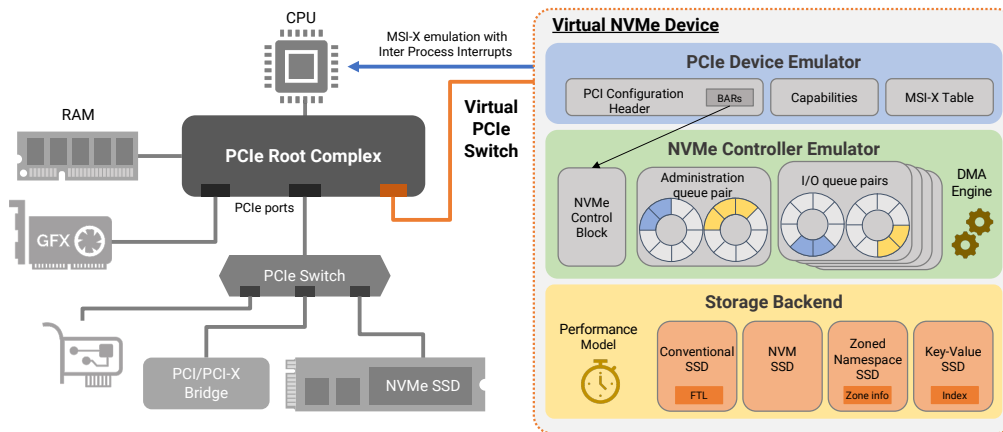 CPU
MSI-X emulation with
Inter Process Interrupts
RAM
PCIe Root Complex
Virtual
PCIe
Switch
PCIe ports
GFX
PCIe Switch
PCI/PCI-X
Bridge
NVMe SSD
Virtual NVMe Device
PCIe Device Emulator
PCI Configuration
Header
BARs
Capabilities
MSI-X Table
NVMe Controller Emulator
NVMe
Control
Block
Administration
queue pair
I/O queue pairs
DMA
Engine
Storage Backend
Performance
Model
Conventional
SSD
FTL
NVM
SSD
Zoned
Namespace
SSD
Zone info
Key-Value
SSD
Index